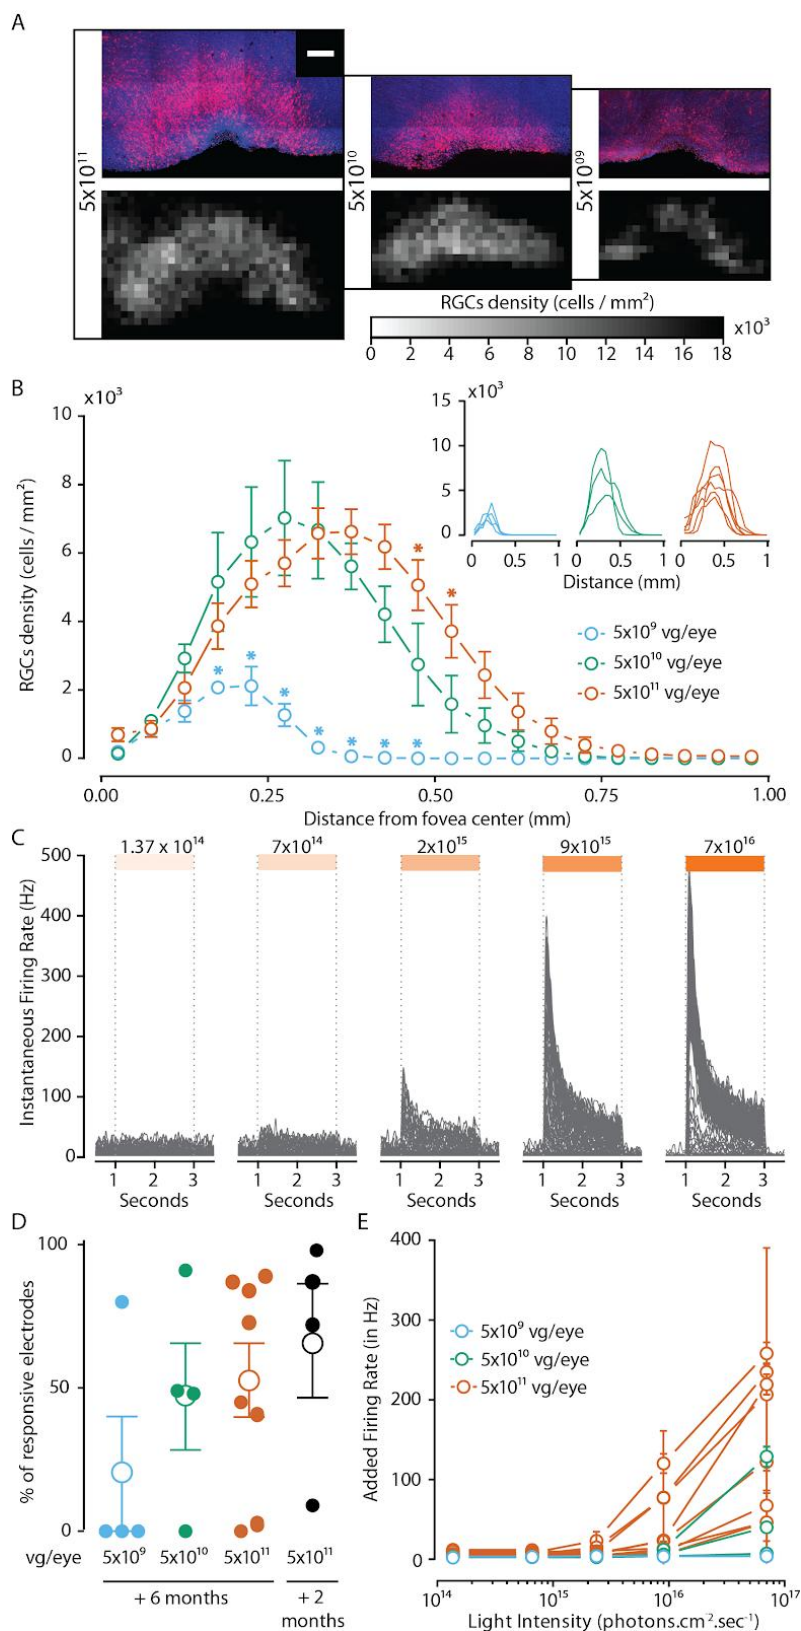 A
5x10¹¹
5x10¹⁰
5x10⁰⁹
RGCs density (cells / mm²)
0 2 4 6 8 10 12 14 16 18 x10³
B
x10³
10
8
6
4
2
0
RGCs density (cells / mm²)
0.00 0.25 0.50 0.75 1.00
Distance from fovea center (mm)
x10³
15
10
5
0
0 0.5 1 0 0.5 1 0 0.5 1
Distance (mm)
5x10⁹ vg/eye
5x10¹⁰ vg/eye
5x10¹¹ vg/eye
* * * * * * *
* *
C
1.37 x 10¹⁴ 7x10¹⁴ 2x10¹⁵ 9x10¹⁵ 7x10¹⁶
500
400
300
200
100
0
Instantaneous Firing Rate (Hz)
1 2 3 1 2 3 1 2 3 1 2 3 1 2 3
Seconds Seconds Seconds Seconds Seconds
D
100
50
0
% of responsive electrodes
vg/eye 5x10⁹ 5x10¹⁰ 5x10¹¹ 5x10¹¹
+ 6 months + 2
months
E
400
300
200
100
0
Added Firing Rate (in Hz)
5x10⁹ vg/eye
5x10¹⁰ vg/eye
5x10¹¹ vg/eye
10¹⁴ 10¹⁵ 10¹⁶ 10¹⁷
Light Intensity (photons.cm⁻².sec⁻¹)